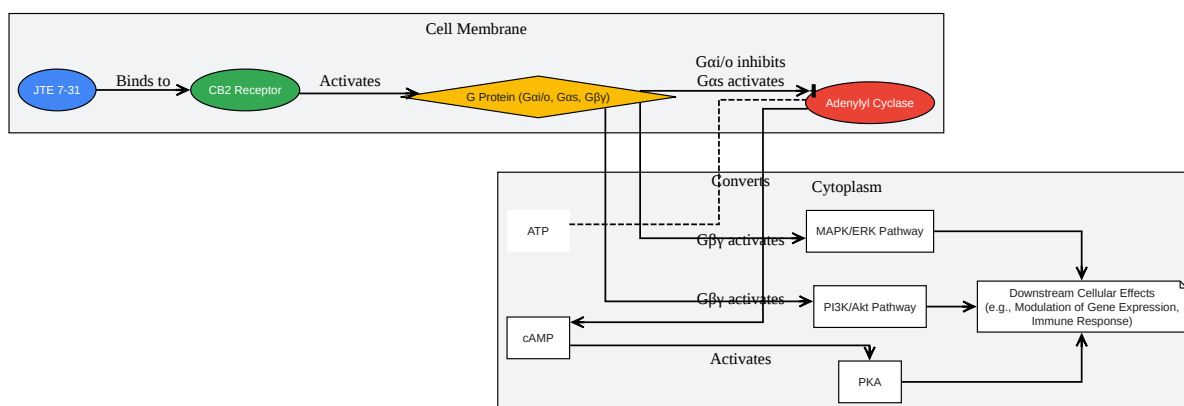 Cell Membrane
JTE 7-31
Binds to
CB2 Receptor
Activates
G Protein (Gαi/o, Gαs, Gβγ)
Gαi/o inhibits
Gαs activates
Adenylyl Cyclase
Converts
Cytoplasm
ATP
Gβγ activates
MAPK/ERK Pathway
Gβγ activates
PI3K/Akt Pathway
Downstream Cellular Effects
(e.g., Modulation of Gene Expression,
Immune Response)
cAMP
Activates
PKA